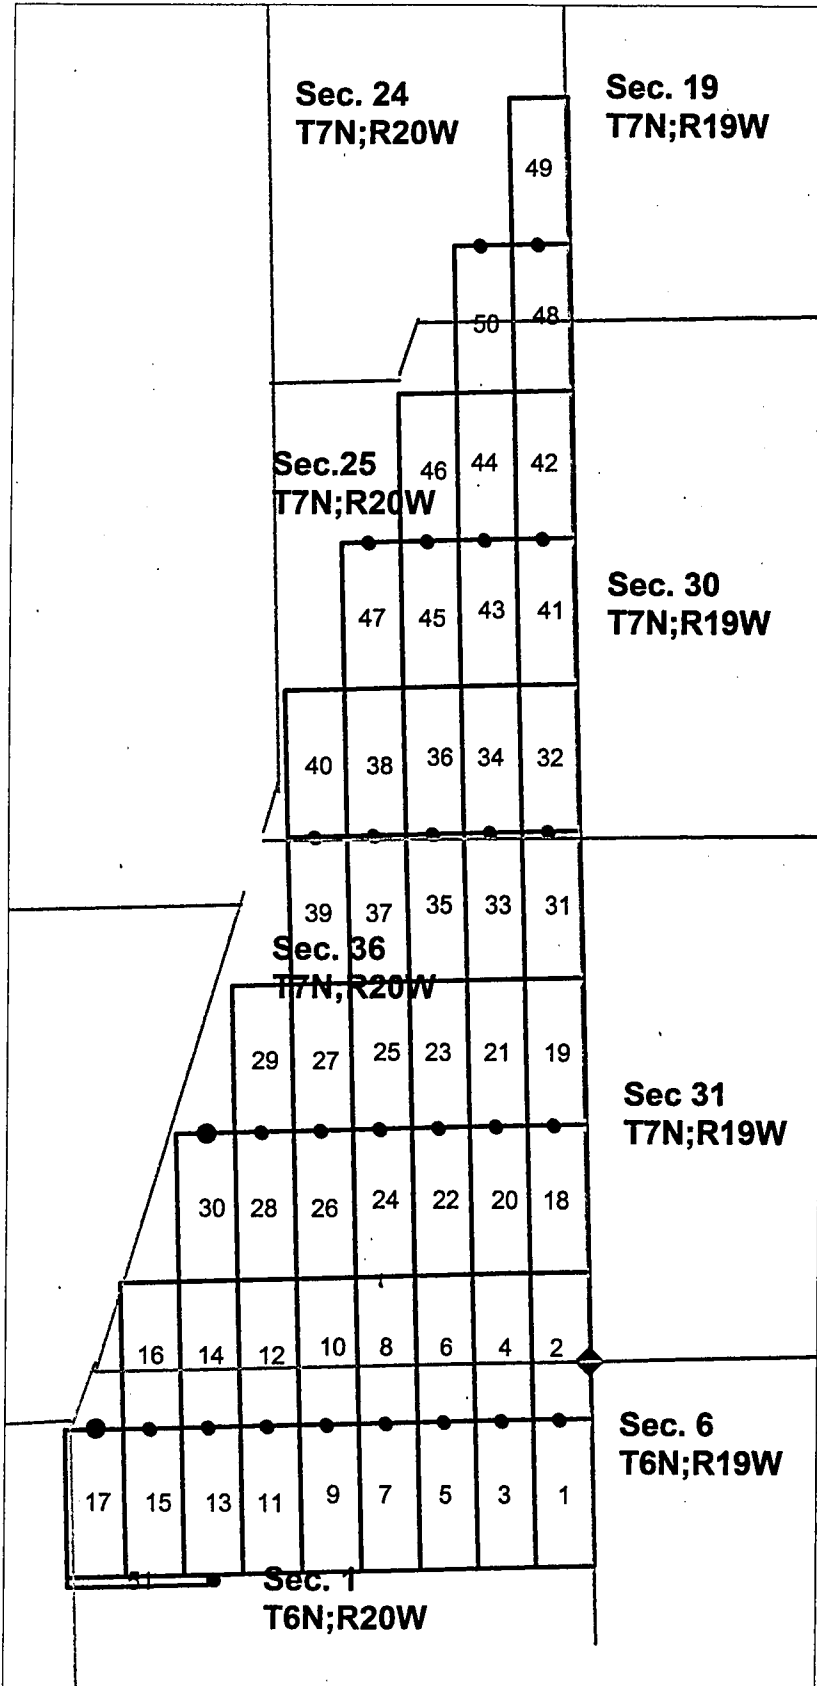 Sec. 24
T7N;R20W
Sec. 19
T7N;R19W
49
50 48
Sec.25
T7N;R20W
46 44 42
Sec. 30
T7N;R19W
47 45 43 41
40 38 36 34 32
39 37 35 33 31
Sec. 36
T7N;R20W
29 27 25 23 21 19
Sec 31
T7N;R19W
30 28 26 24 22 20 18
16 14 12 10 8 6 4 2
Sec. 6
T6N;R19W
17 15 13 11 9 7 5 3 1
51
Sec. 1
T6N;R20W